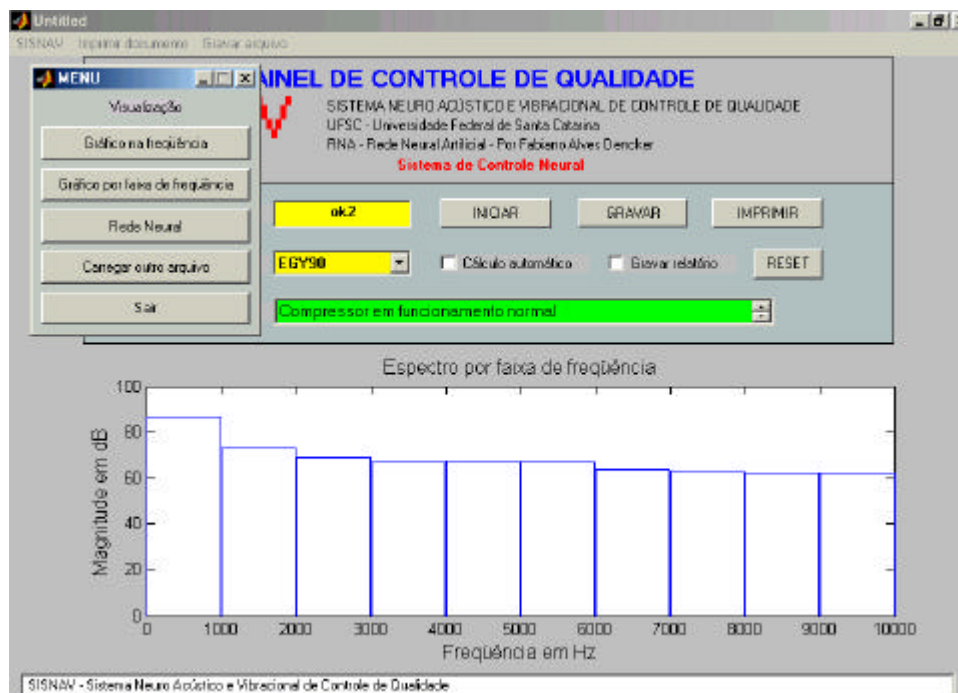 Untitled
SISNAV Imprimir documento Gravar arquivo
MENU
Visualização
Gráfico na freqüência
Gráfico por faixa de freqüência
Rede Neural
Carregar outro arquivo
Sair
AINEL DE CONTROLE DE QUALIDADE
V
SISTEMA NEURO ACÚSTICO E VIBRACIONAL DE CONTROLE DE QUALIDADE
UFSC - Universidade Federal de Santa Catarina
RNA - Rede Neural Artificial - Por Fabiano Alves Dencker
Sistema de Controle Neural
ok2 INICIAR GRAVAR IMPRIMIR
EGY90 Cálculo automático Gravar relatório RESET
Compressor em funcionamento normal
Espectro por faixa de freqüência
Magnitude em dB
100
80
60
40
20
0
0 1000 2000 3000 4000 5000 6000 7000 8000 9000 10000
Freqüência em Hz
SISNAV - Sistema Neuro Acústico e Vibracional de Controle de Qualidade